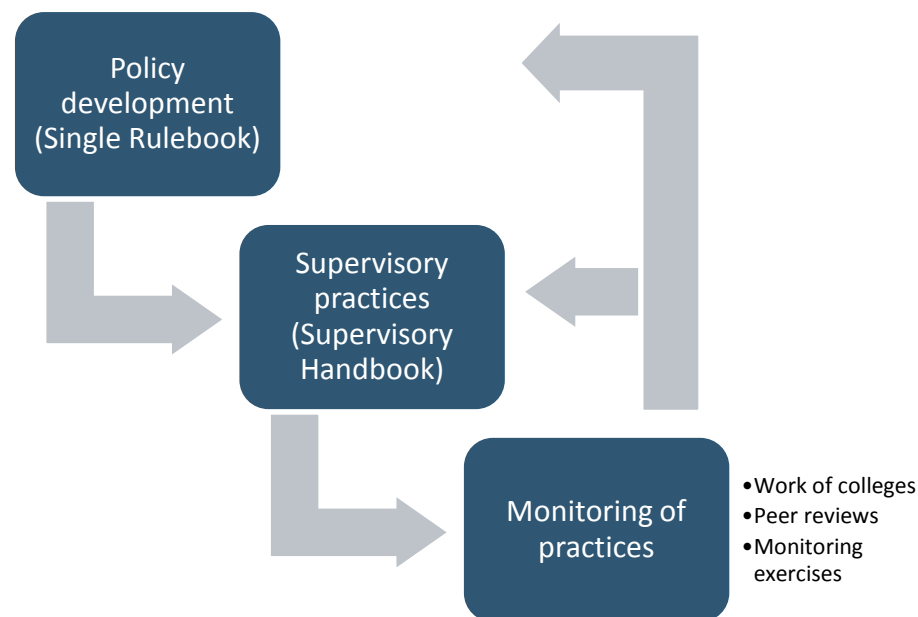 Policy
development
(Single Rulebook)
Supervisory
practices
(Supervisory
Handbook)
Monitoring of
practices
•Work of colleges
•Peer reviews
•Monitoring
exercises